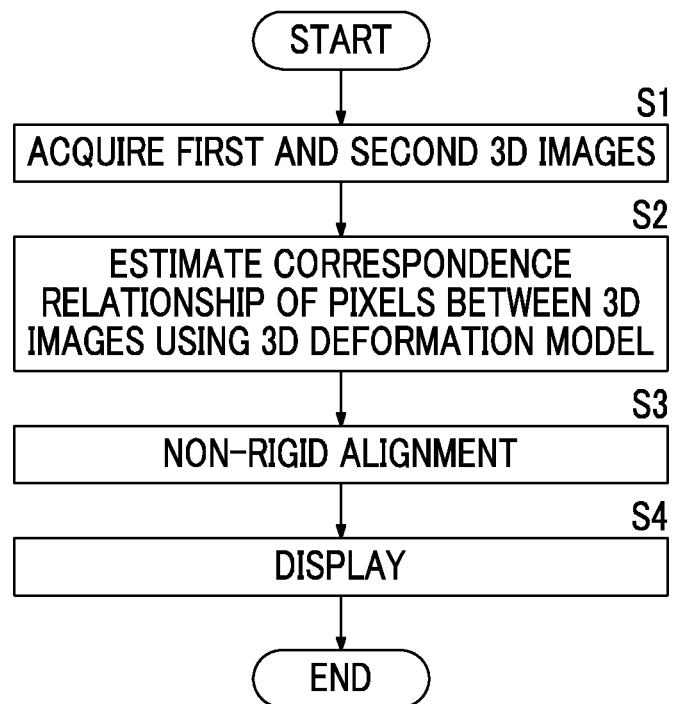 START
S1
ACQUIRE FIRST AND SECOND 3D IMAGES
S2
ESTIMATE CORRESPONDENCE
RELATIONSHIP OF PIXELS BETWEEN 3D
IMAGES USING 3D DEFORMATION MODEL
S3
NON-RIGID ALIGNMENT
S4
DISPLAY
END